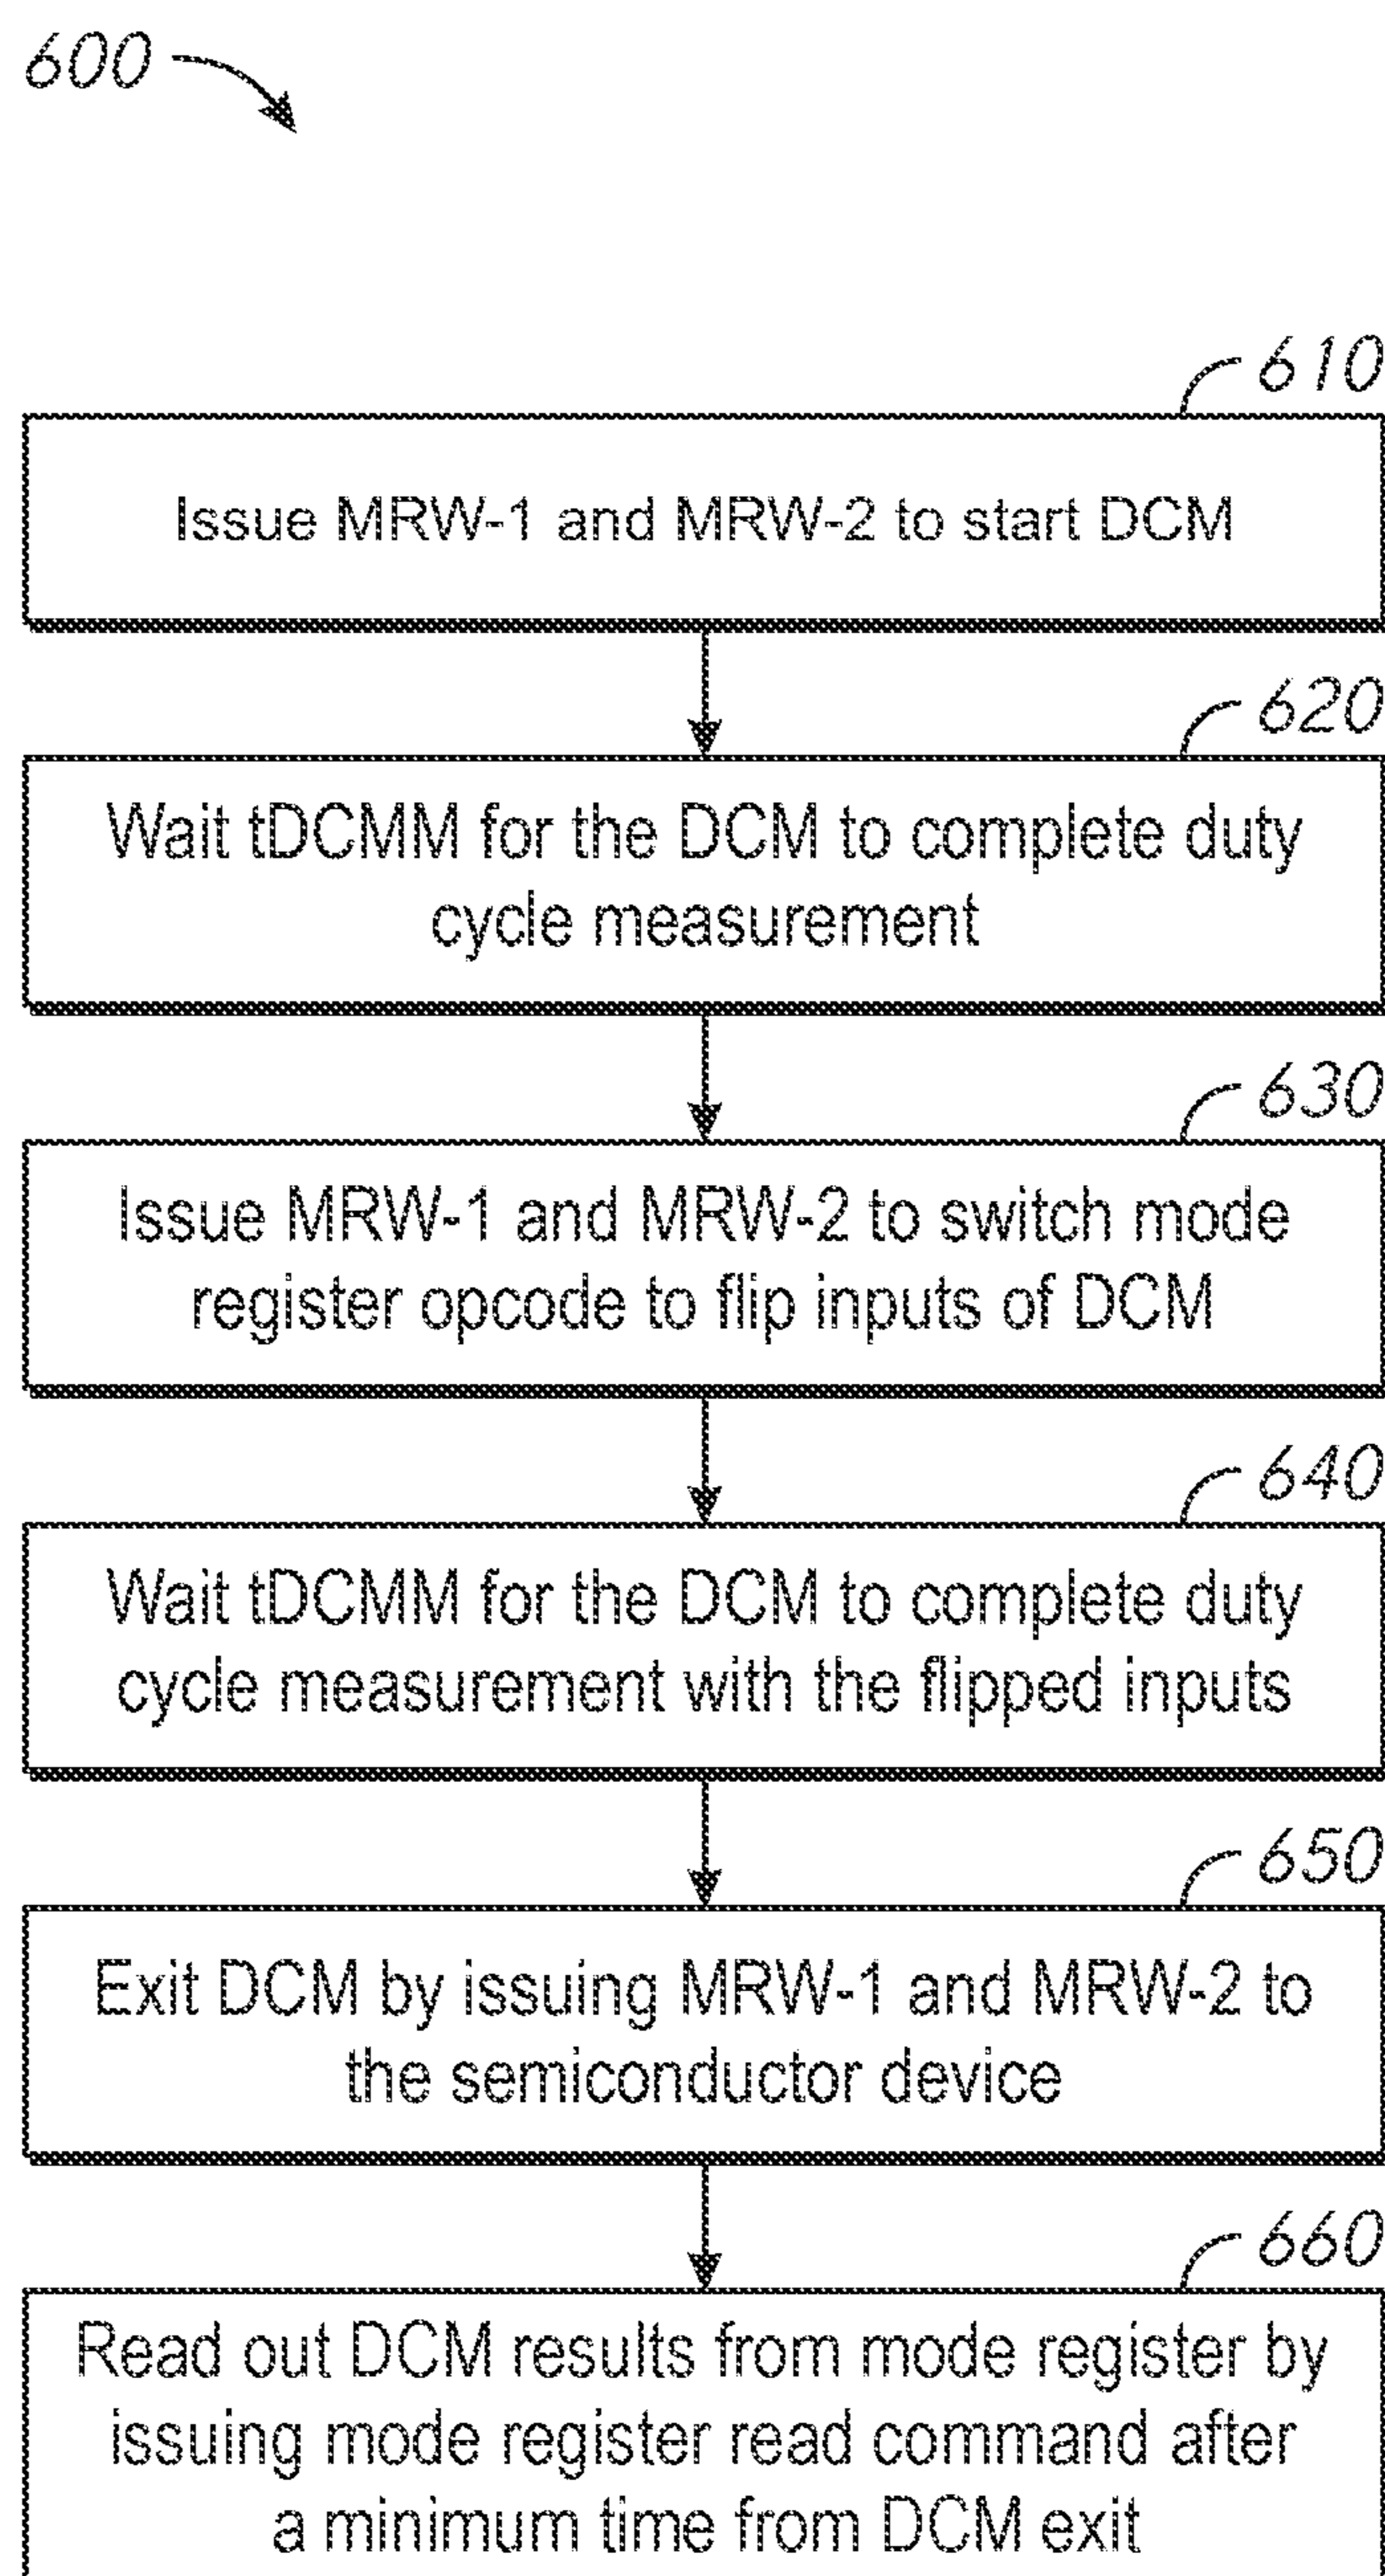 600
610
Issue MRW-1 and MRW-2 to start DCM
620
Wait tDCMM for the DCM to complete duty
cycle measurement
630
Issue MRW-1 and MRW-2 to switch mode
register opcode to flip inputs of DCM
640
Wait tDCMM for the DCM to complete duty
cycle measurement with the flipped inputs
650
Exit DCM by issuing MRW-1 and MRW-2 to
the semiconductor device
660
Read out DCM results from mode register by
issuing mode register read command after
a minimum time from DCM exit